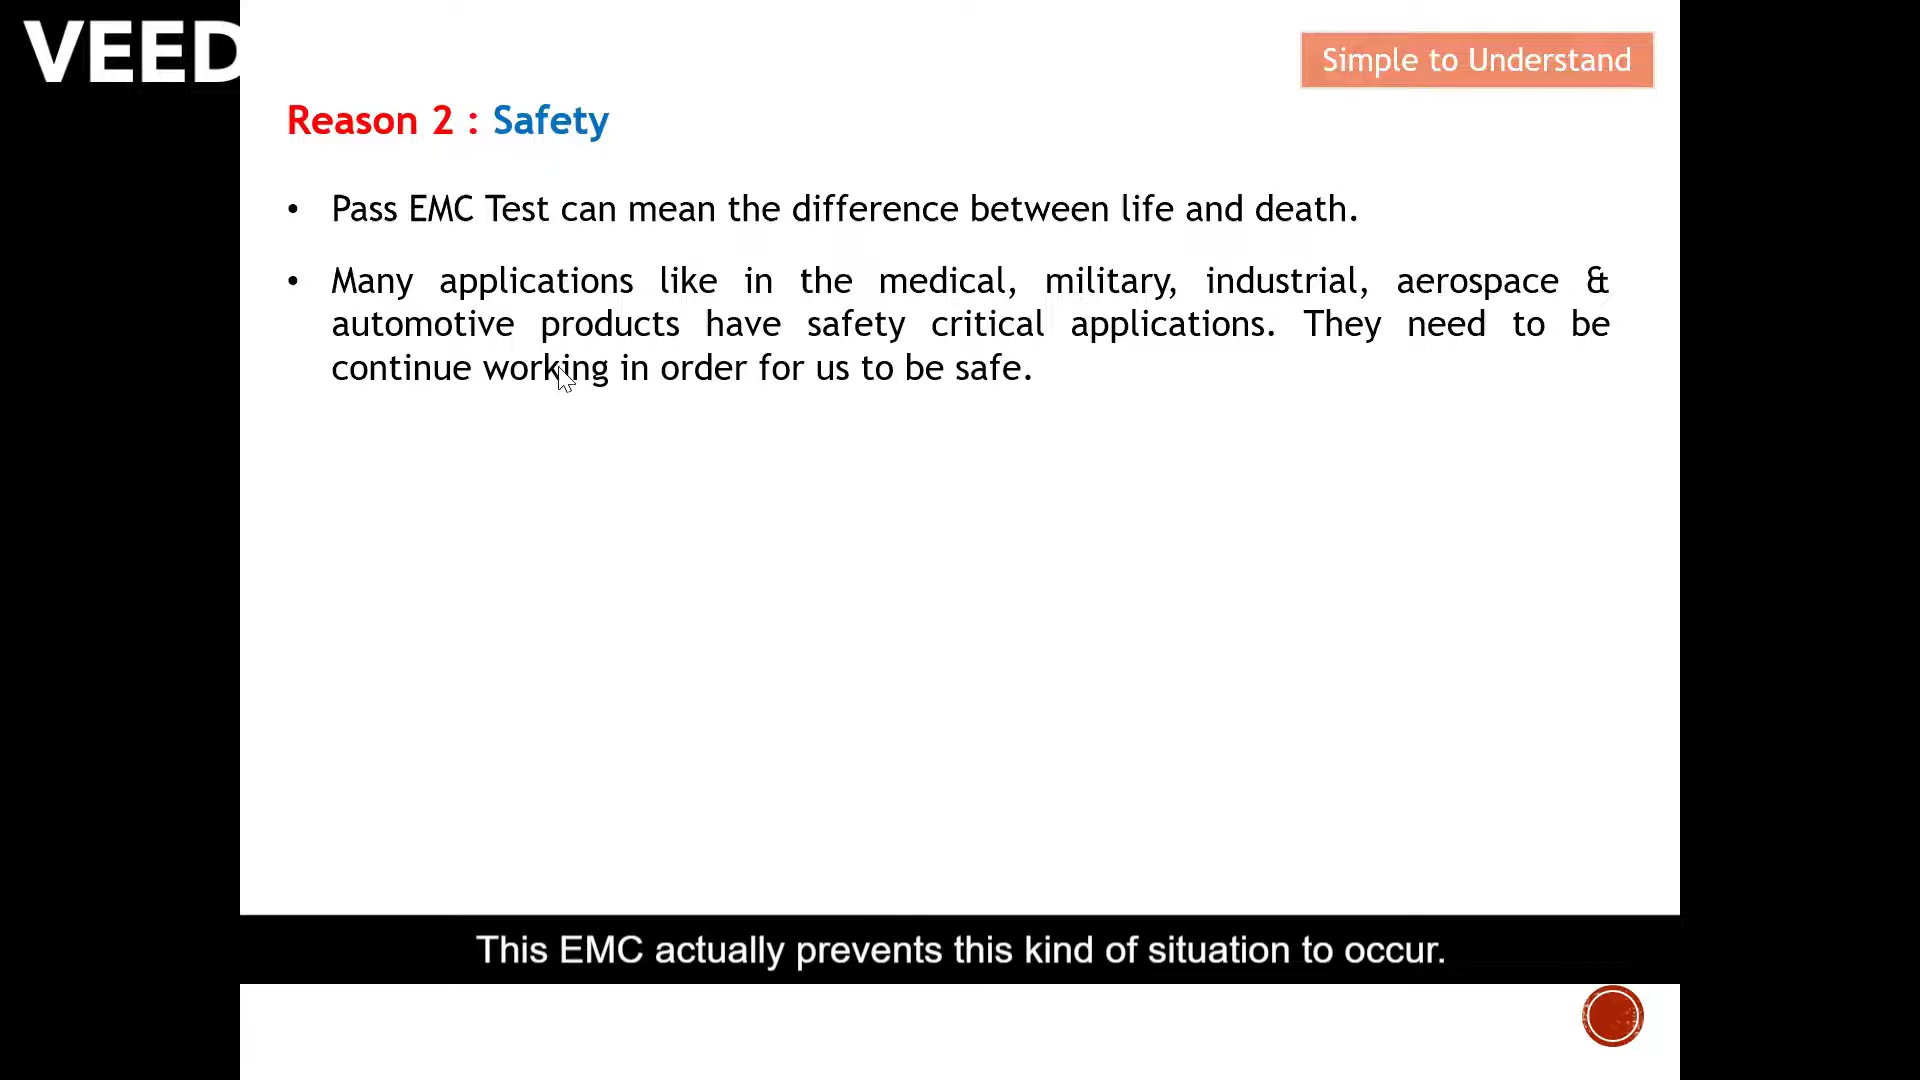 VEED
Simple to Understand
Reason 2 : Safety
• Pass EMC Test can mean the difference between life and death.
• Many applications like in the medical, military, industrial, aerospace &
automotive products have safety critical applications. They need to be
continue working in order for us to be safe.
This EMC actually prevents this kind of situation to occur.